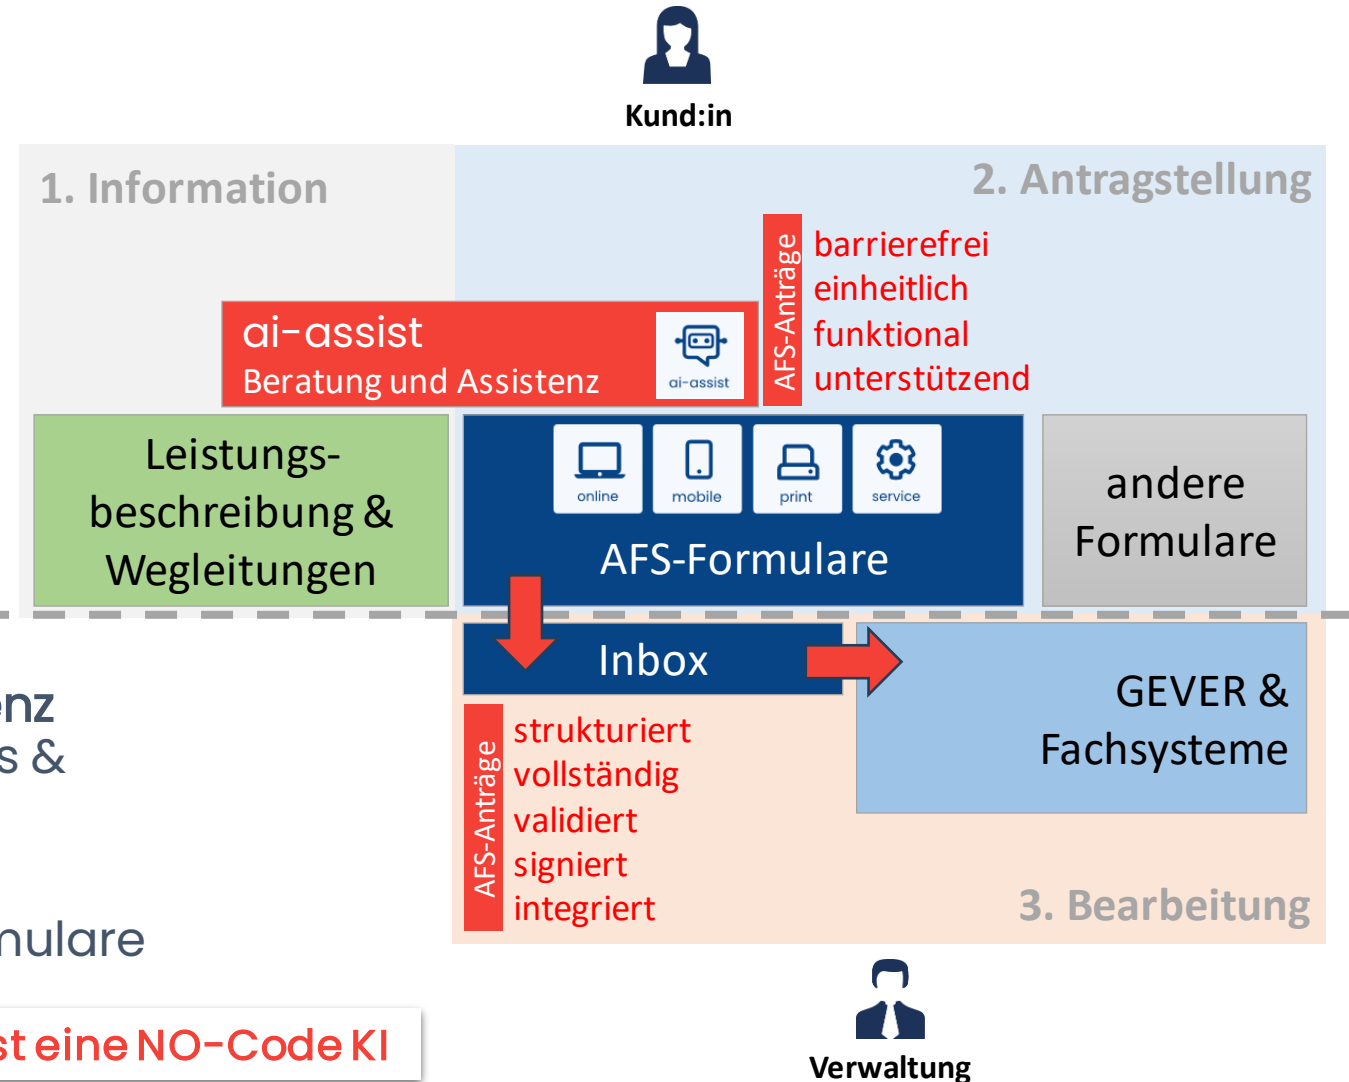 Kund:in
1. Information
2. Antragstellung
AFS-Anträge
barrierefrei
einheitlich
funktional
unterstützend
ai-assist
Beratung und Assistenz
ai-assist
Leistungs-
beschreibung &
Wegleitungen
online
mobile
print
service
AFS-Formulare
andere
Formulare
Inbox
GEVER &
Fachsysteme
AFS-Anträge
strukturiert
vollständig
validiert
signiert
integriert
3. Bearbeitung
enz
s &
mulare
st eine NO-Code KI
Verwaltung